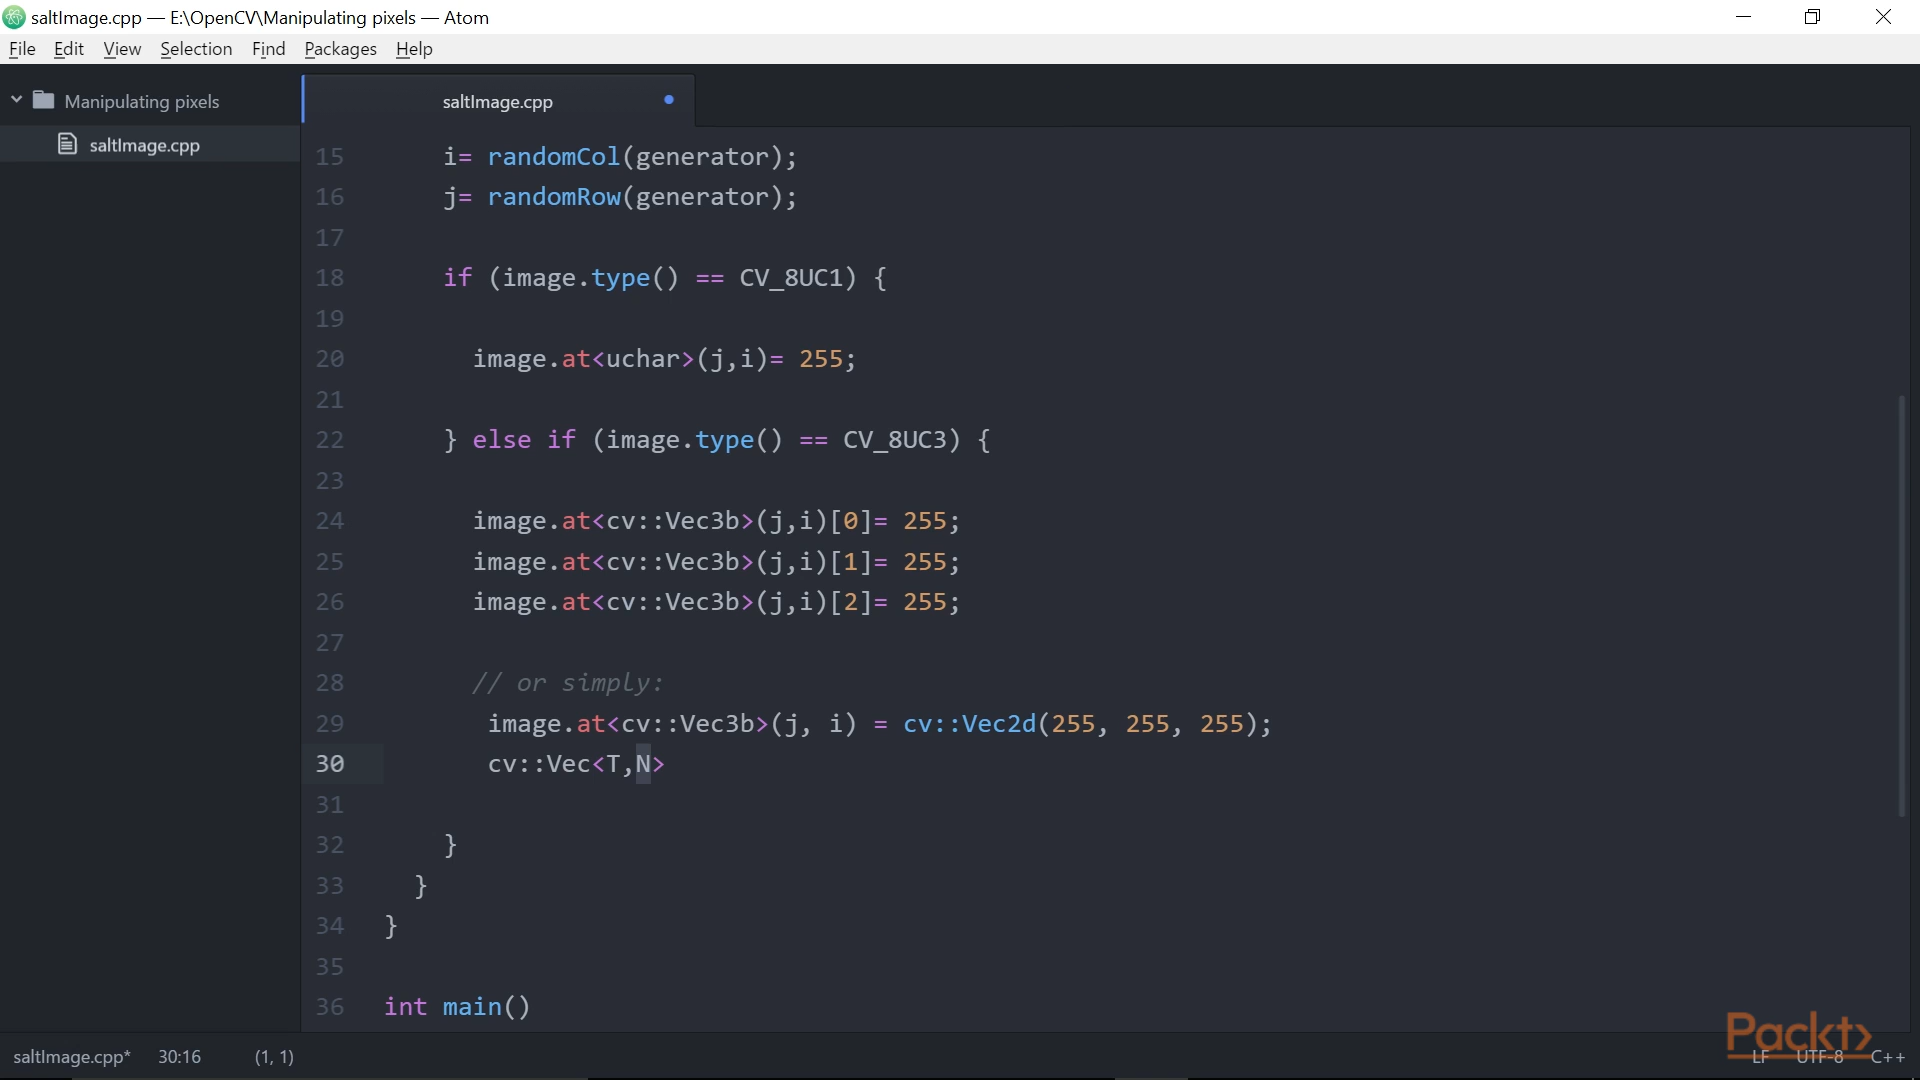 saltImage.cpp — E:\OpenCV\Manipulating pixels — Atom
File Edit View Selection Find Packages Help
Manipulating pixels
saltImage.cpp
saltImage.cpp
15 i= randomCol(generator);
16 j= randomRow(generator);
17
18 if (image.type() == CV_8UC1) {
19
20 image.at<uchar>(j,i)= 255;
21
22 } else if (image.type() == CV_8UC3) {
23
24 image.at<cv::Vec3b>(j,i)[0]= 255;
25 image.at<cv::Vec3b>(j,i)[1]= 255;
26 image.at<cv::Vec3b>(j,i)[2]= 255;
27
28 // or simply:
29 image.at<cv::Vec3b>(j, i) = cv::Vec2d(255, 255, 255);
30 cv::Vec<T,N>
31
32 }
33 }
34 }
35
36 int main()
Packt>
saltImage.cpp* 30:16 (1, 1) LF UTF-8 C++